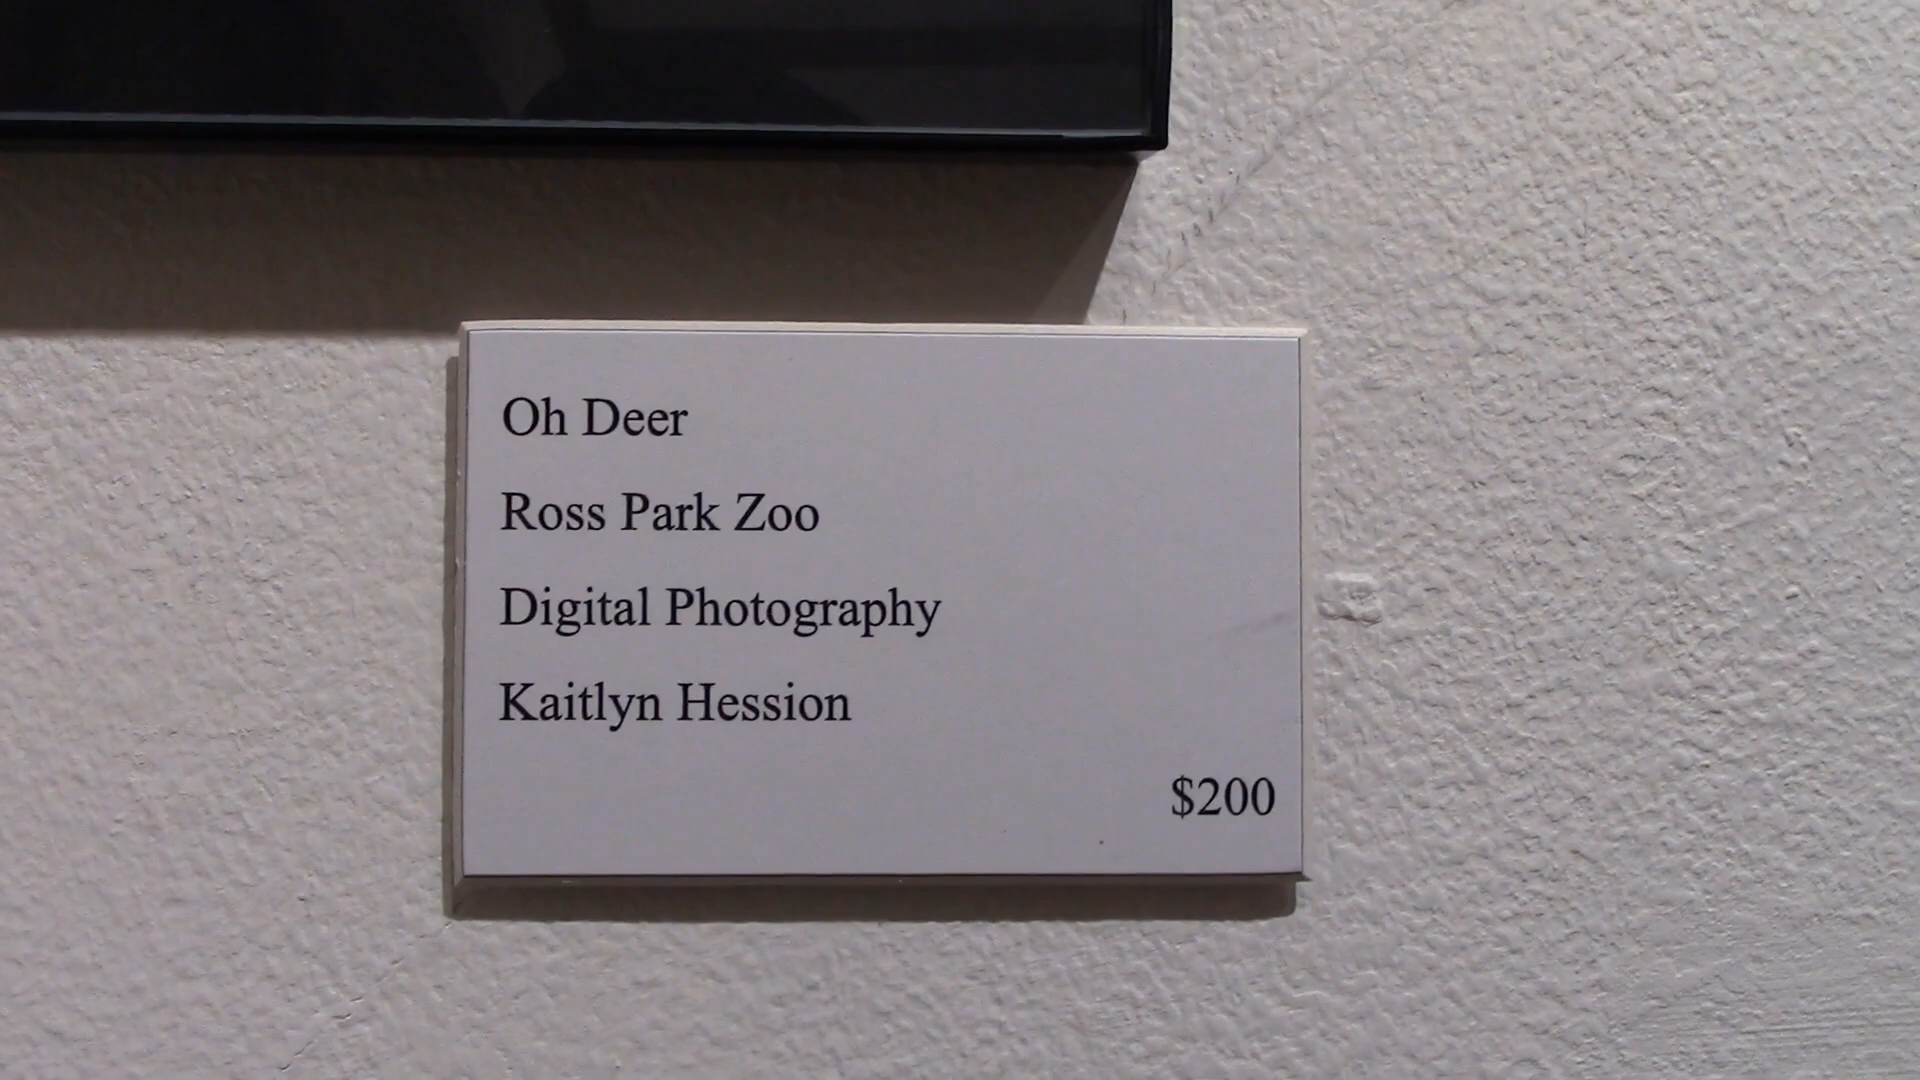 Oh Deer
Ross Park Zoo
Digital Photography
Kaitlyn Hession
$200